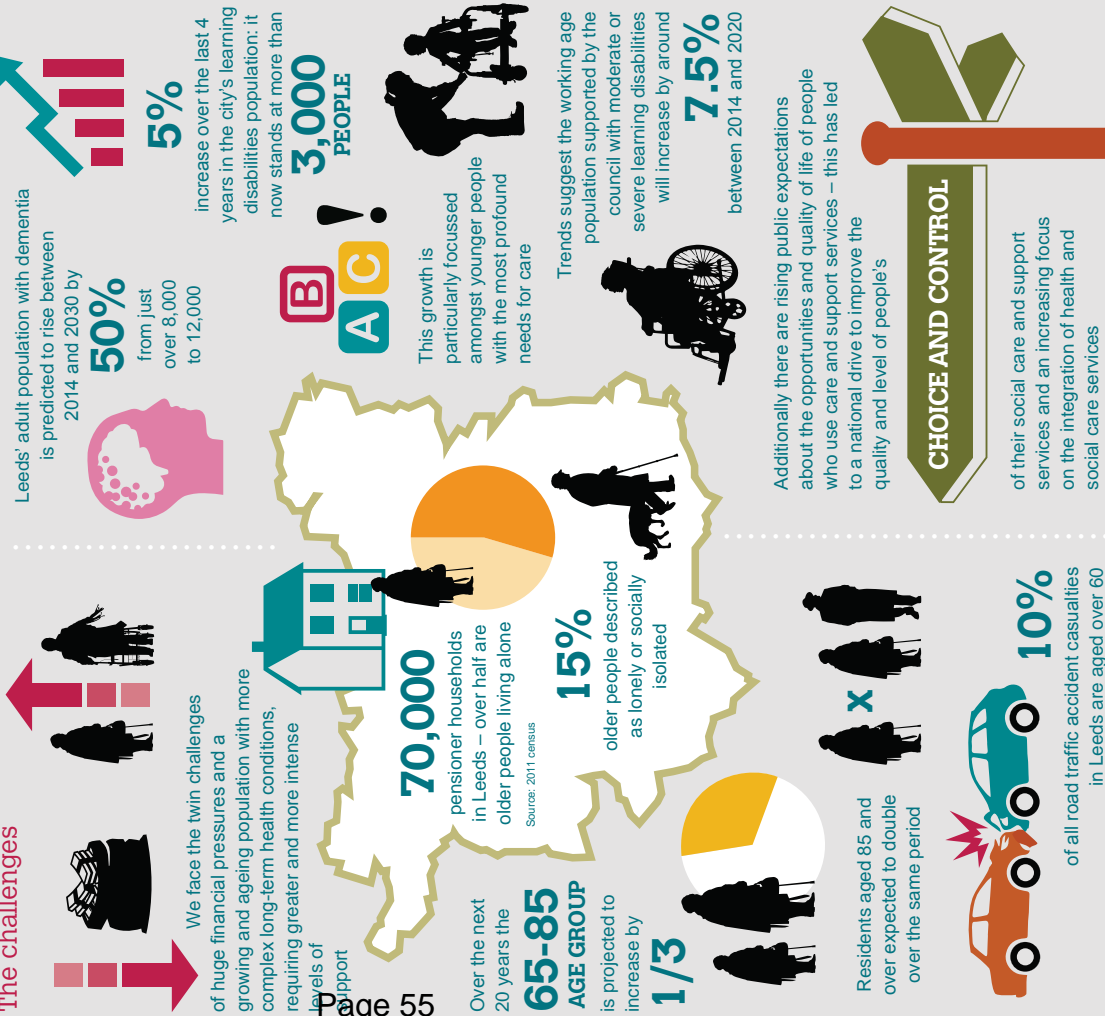 The challenges
We face the twin challenges
of huge financial pressures and a
growing and ageing population with more
complex long-term health conditions,
requiring greater and more intense
levels of
support
70,000
pensioner households
in Leeds – over half are
older people living alone
Source: 2011 census
15%
older people described
as lonely or socially
isolated
Over the next
20 years the
65-85
AGE GROUP
is projected to
increase by
1/3
Residents aged 85 and
over expected to double
over the same period
x
10%
of all road traffic accident casualties
in Leeds are aged over 60
Leeds' adult population with dementia
is predicted to rise between
2014 and 2030 by
50%
from just
over 8,000
to 12,000
5%
increase over the last 4
years in the city's learning
disabilities population: it
now stands at more than
3,000
PEOPLE
A B C !
This growth is
particularly focussed
amongst younger people
with the most profound
needs for care
Trends suggest the working age
population supported by the
council with moderate or
severe learning disabilities
will increase by around
7.5%
between 2014 and 2020
Additionally there are rising public expectations
about the opportunities and quality of life of people
who use care and support services – this has led
to a national drive to improve the
quality and level of people's
CHOICE AND CONTROL
of their social care and support
services and an increasing focus
on the integration of health and
social care services
Page 55